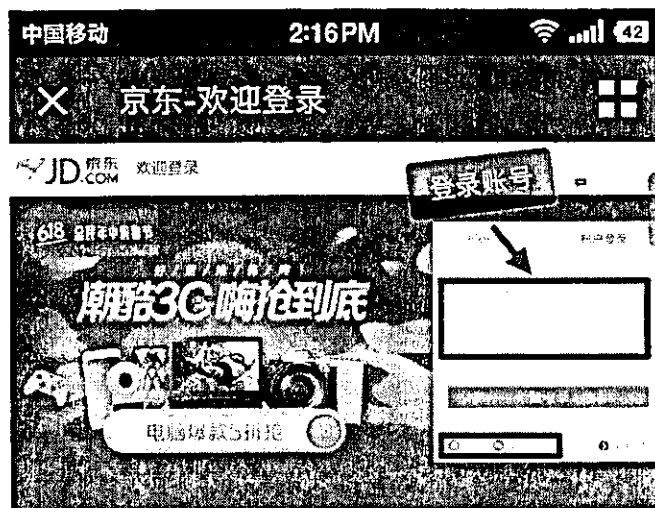 中国移动 2:16PM 42
京东-欢迎登录
JD.COM 京东 欢迎登录
登录账号
618
潮酷3C 嗨抢到底
电脑爆款5折抢